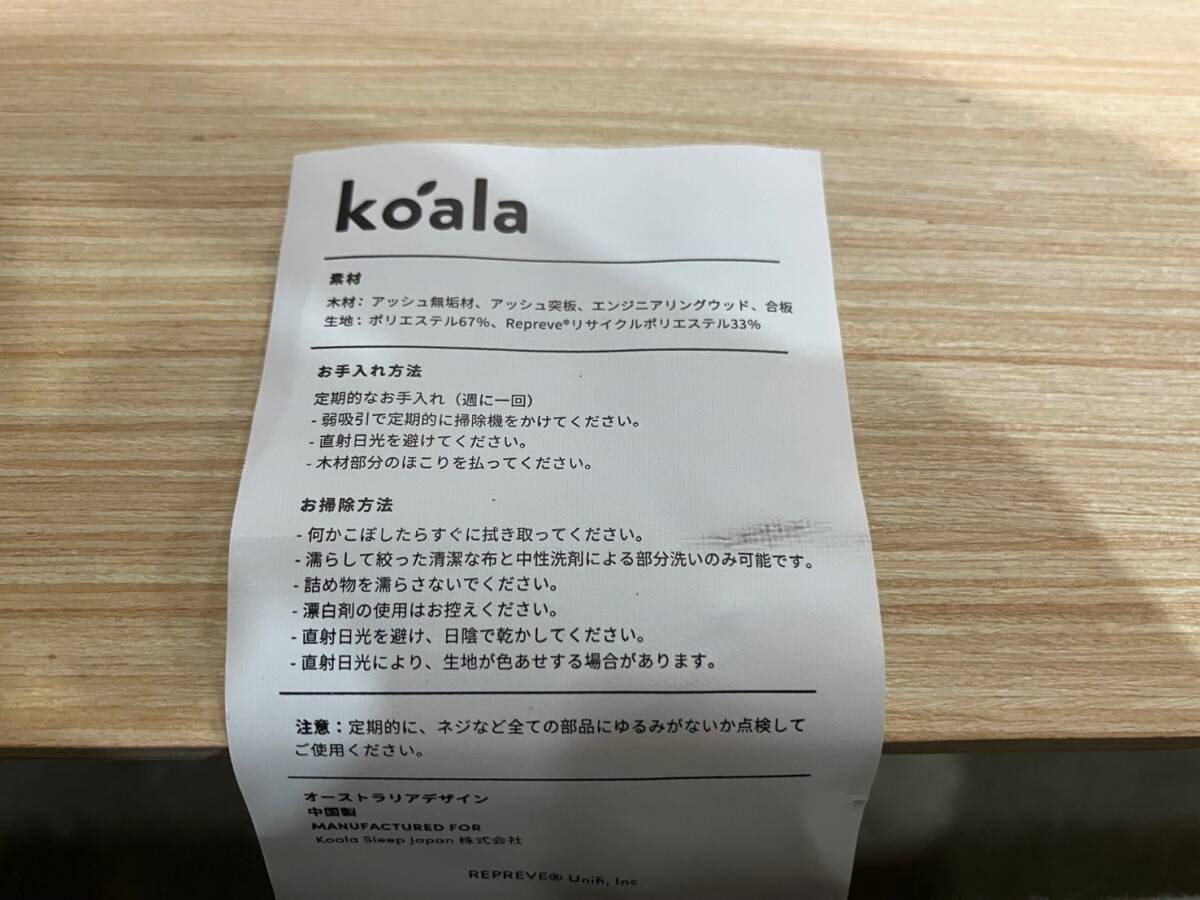 koala
素材
木材：アッシュ無垢材、アッシュ突板、エンジニアリングウッド、合板
生地：ポリエステル67%、Repreve®リサイクルポリエステル33%
お手入れ方法
定期的なお手入れ（週に一回）
- 弱吸引で定期的に掃除機をかけてください。
- 直射日光を避けてください。
- 木材部分のほこりを払ってください。
お掃除方法
- 何かこぼしたらすぐに拭き取ってください。
- 濡らして絞った清潔な布と中性洗剤による部分洗いのみ可能です。
- 詰め物を濡らさないでください。
- 漂白剤の使用はお控えください。
- 直射日光を避け、日陰で乾かしてください。
- 直射日光により、生地が色あせする場合があります。
注意：定期的に、ネジなど全ての部品にゆるみがないか点検して
ご使用ください。
オーストラリアデザイン
中国製
MANUFACTURED FOR
Koala Sleep Japan 株式会社
REPREVE® Unifi, Inc